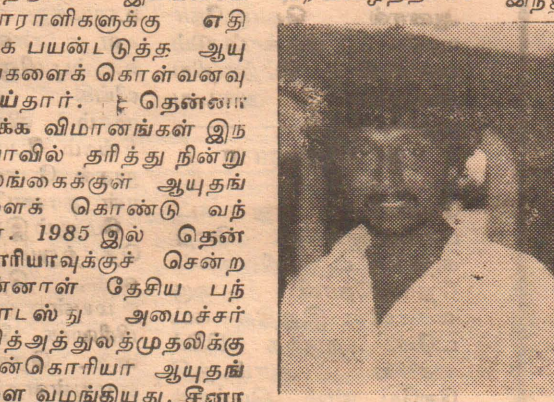 ாராளிகளுக்கு எதி
க பயன்டடுத்த ஆயு
ங்களைக் கொள்வனவு
ய்தார். தென்னா
க்க விமானங்கள் இந்
யாவில் தரித்து நின்று
லங்கைக்குள் ஆயுதங்
ளைக் கொண்டு வந்
1985 இல் தென்
ாரியாவுக்குச் சென்ற
ன்னாள் தேசிய பந்
அமைச்சர்
ித்அத்துலத்முதலிக்கு
ன்கொரியா ஆயுதங்
ளை வழங்கியது. சீனா